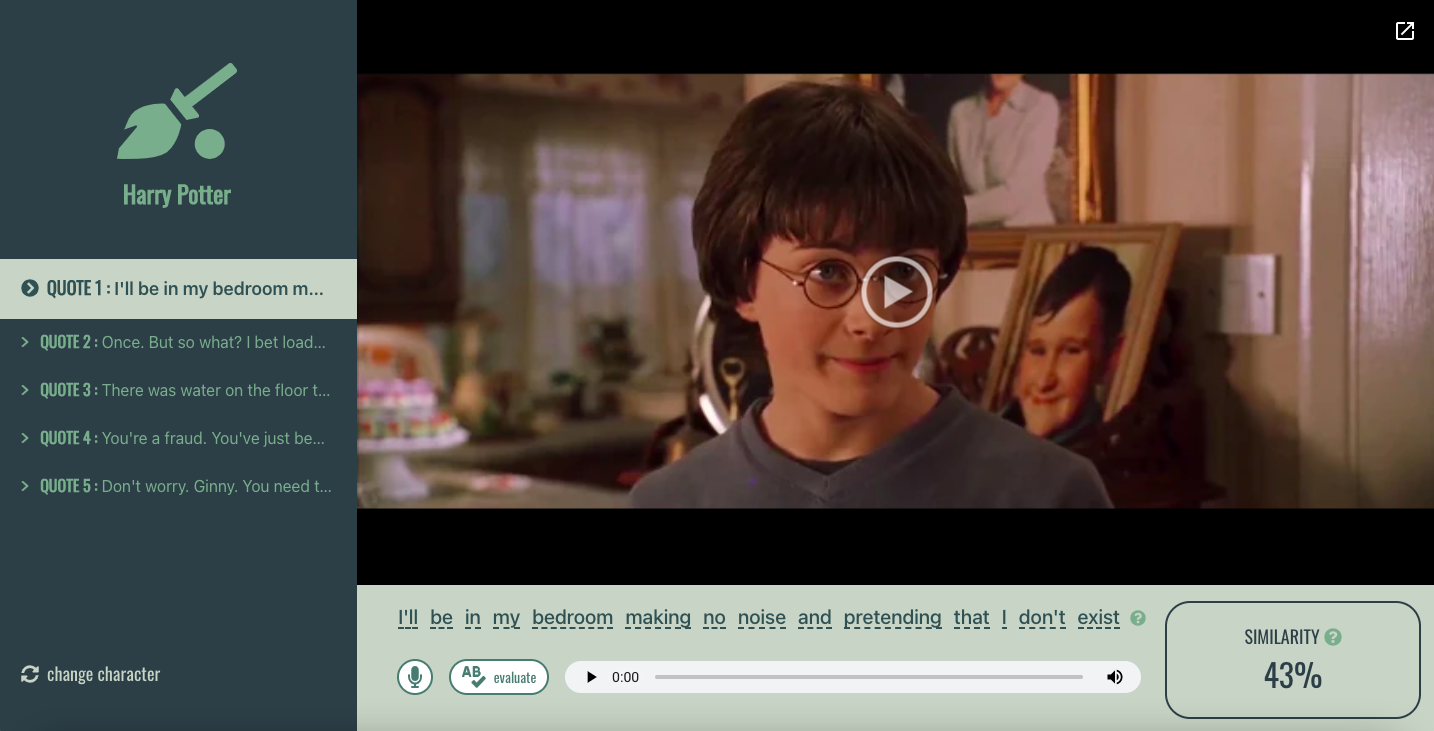 Harry Potter
QUOTE 1 : I'll be in my bedroom m...
QUOTE 2 : Once. But so what? I bet load...
QUOTE 3 : There was water on the floor t...
QUOTE 4 : You're a fraud. You've just be...
QUOTE 5 : Don't worry. Ginny. You need t...
change character
I'll be in my bedroom making no noise and pretending that I don't exist ?
AB evaluate
0:00
SIMILARITY ?
43%